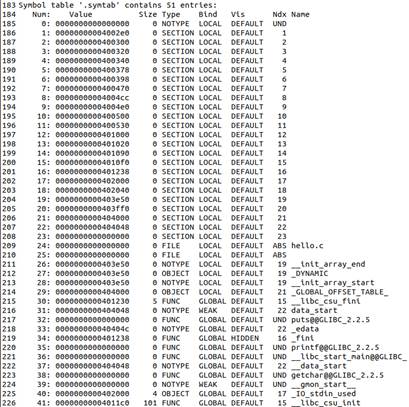 183 Symbol table '.symtab' contains 51 entries:
184 Num: Value Size Type Bind Vis Ndx Name
185 0: 0000000000000000 0 NOTYPE LOCAL DEFAULT UND
186 1: 00000000004002e0 0 SECTION LOCAL DEFAULT 1
187 2: 0000000000400300 0 SECTION LOCAL DEFAULT 2
188 3: 0000000000400320 0 SECTION LOCAL DEFAULT 3
189 4: 0000000000400340 0 SECTION LOCAL DEFAULT 4
190 5: 0000000000400378 0 SECTION LOCAL DEFAULT 5
191 6: 0000000000400398 0 SECTION LOCAL DEFAULT 6
192 7: 0000000000400470 0 SECTION LOCAL DEFAULT 7
193 8: 00000000004004cc 0 SECTION LOCAL DEFAULT 8
194 9: 00000000004004e0 0 SECTION LOCAL DEFAULT 9
195 10: 0000000000400500 0 SECTION LOCAL DEFAULT 10
196 11: 0000000000400530 0 SECTION LOCAL DEFAULT 11
197 12: 0000000000401000 0 SECTION LOCAL DEFAULT 12
198 13: 0000000000401020 0 SECTION LOCAL DEFAULT 13
199 14: 0000000000401090 0 SECTION LOCAL DEFAULT 14
200 15: 00000000004010f0 0 SECTION LOCAL DEFAULT 15
201 16: 0000000000401238 0 SECTION LOCAL DEFAULT 16
202 17: 0000000000402000 0 SECTION LOCAL DEFAULT 17
203 18: 0000000000402040 0 SECTION LOCAL DEFAULT 18
204 19: 0000000000403e50 0 SECTION LOCAL DEFAULT 19
205 20: 0000000000403ff0 0 SECTION LOCAL DEFAULT 20
206 21: 0000000000404000 0 SECTION LOCAL DEFAULT 21
207 22: 0000000000404048 0 SECTION LOCAL DEFAULT 22
208 23: 0000000000000000 0 SECTION LOCAL DEFAULT 23
209 24: 0000000000000000 0 FILE LOCAL DEFAULT ABS hello.c
210 25: 0000000000000000 0 FILE LOCAL DEFAULT ABS
211 26: 0000000000403e50 0 NOTYPE LOCAL DEFAULT 19 __init_array_end
212 27: 0000000000403e50 0 OBJECT LOCAL DEFAULT 19 _DYNAMIC
213 28: 0000000000403e50 0 NOTYPE LOCAL DEFAULT 19 __init_array_start
214 29: 0000000000404000 0 OBJECT LOCAL DEFAULT 21 _GLOBAL_OFFSET_TABLE_
215 30: 0000000000401230 5 FUNC GLOBAL DEFAULT 15 __libc_csu_fini
216 31: 0000000000404048 0 NOTYPE WEAK DEFAULT 22 data_start
217 32: 0000000000000000 0 FUNC GLOBAL DEFAULT UND puts@@GLIBC_2.2.5
218 33: 000000000040404c 0 NOTYPE GLOBAL DEFAULT 22 _edata
219 34: 0000000000401238 0 FUNC GLOBAL HIDDEN 16 _fini
220 35: 0000000000000000 0 FUNC GLOBAL DEFAULT UND printf@@GLIBC_2.2.5
221 36: 0000000000000000 0 FUNC GLOBAL DEFAULT UND __libc_start_main@@GLIBC_
222 37: 0000000000404048 0 NOTYPE GLOBAL DEFAULT 22 __data_start
223 38: 0000000000000000 0 FUNC GLOBAL DEFAULT UND getchar@@GLIBC_2.2.5
224 39: 0000000000000000 0 NOTYPE WEAK DEFAULT UND __gmon_start__
225 40: 0000000000402000 4 OBJECT GLOBAL DEFAULT 17 _IO_stdin_used
226 41: 00000000004011c0 101 FUNC GLOBAL DEFAULT 15 __libc_csu_init